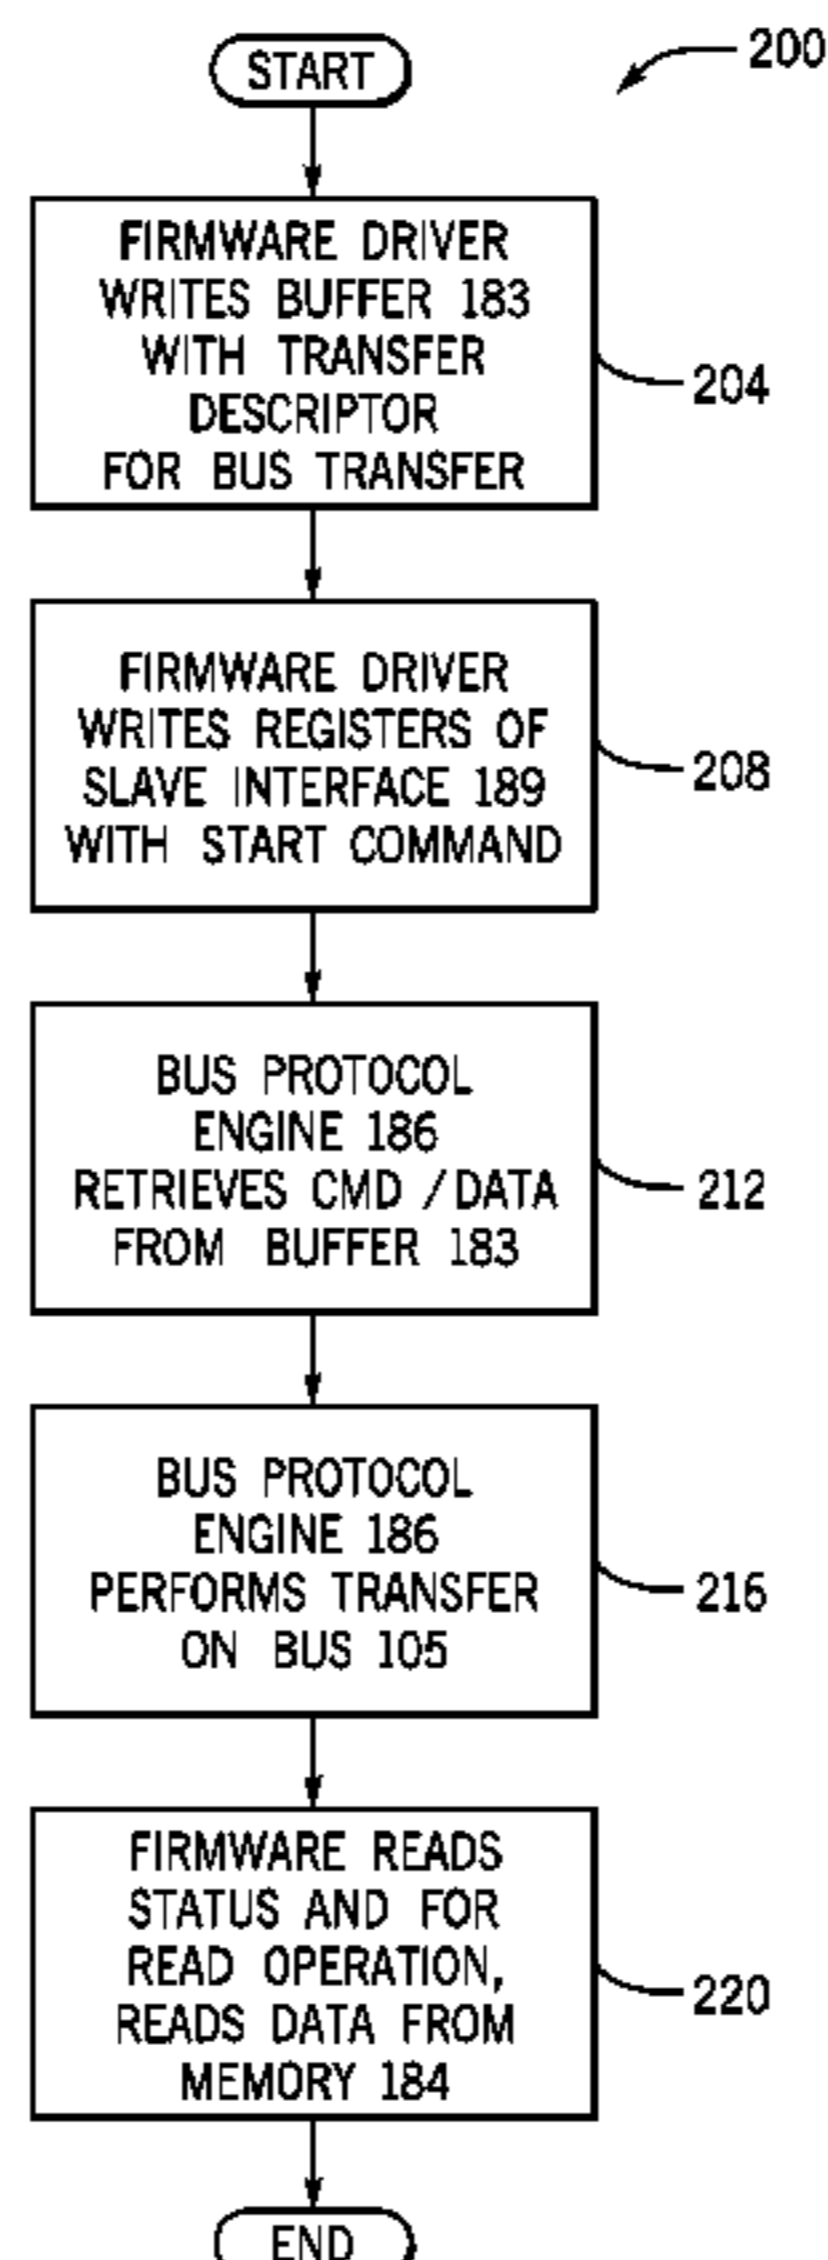 START
200
FIRMWARE DRIVER
WRITES BUFFER 183
WITH TRANSFER
DESCRIPTOR
FOR BUS TRANSFER
204
FIRMWARE DRIVER
WRITES REGISTERS OF
SLAVE INTERFACE 189
WITH START COMMAND
208
BUS PROTOCOL
ENGINE 186
RETRIEVES CMD / DATA
FROM BUFFER 183
212
BUS PROTOCOL
ENGINE 186
PERFORMS TRANSFER
ON BUS 105
216
FIRMWARE READS
STATUS AND FOR
READ OPERATION,
READS DATA FROM
MEMORY 184
220
END